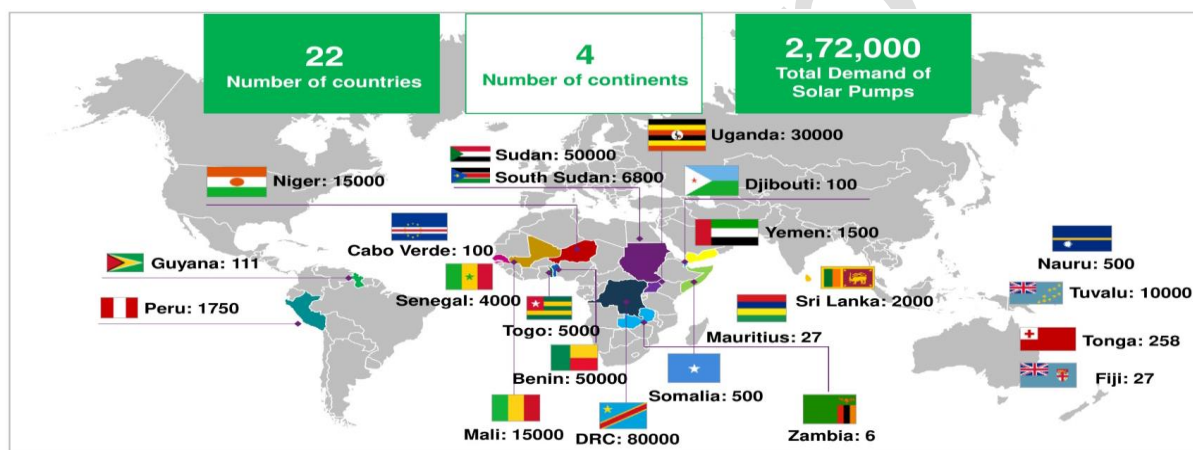 22
Number of countries
4
Number of continents
2,72,000
Total Demand of
Solar Pumps
Uganda: 30000
Sudan: 50000
South Sudan: 6800
Niger: 15000
Djibouti: 100
Cabo Verde: 100
Yemen: 1500
Guyana: 111
Nauru: 500
Peru: 1750
Senegal: 4000
Sri Lanka: 2000
Tuvalu: 10000
Togo: 5000
Mauritius: 27
Tonga: 258
Benin: 50000
Somalia: 500
Fiji: 27
Mali: 15000
DRC: 80000
Zambia: 6